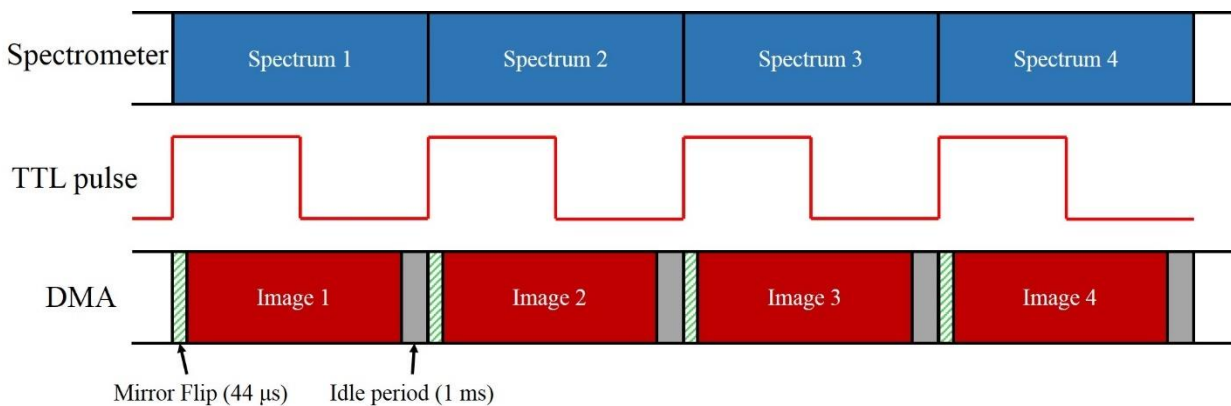 Spectrometer
Spectrum 1
Spectrum 2
Spectrum 3
Spectrum 4
TTL pulse
DMA
Image 1
Image 2
Image 3
Image 4
Mirror Flip (44 μs)
Idle period (1 ms)